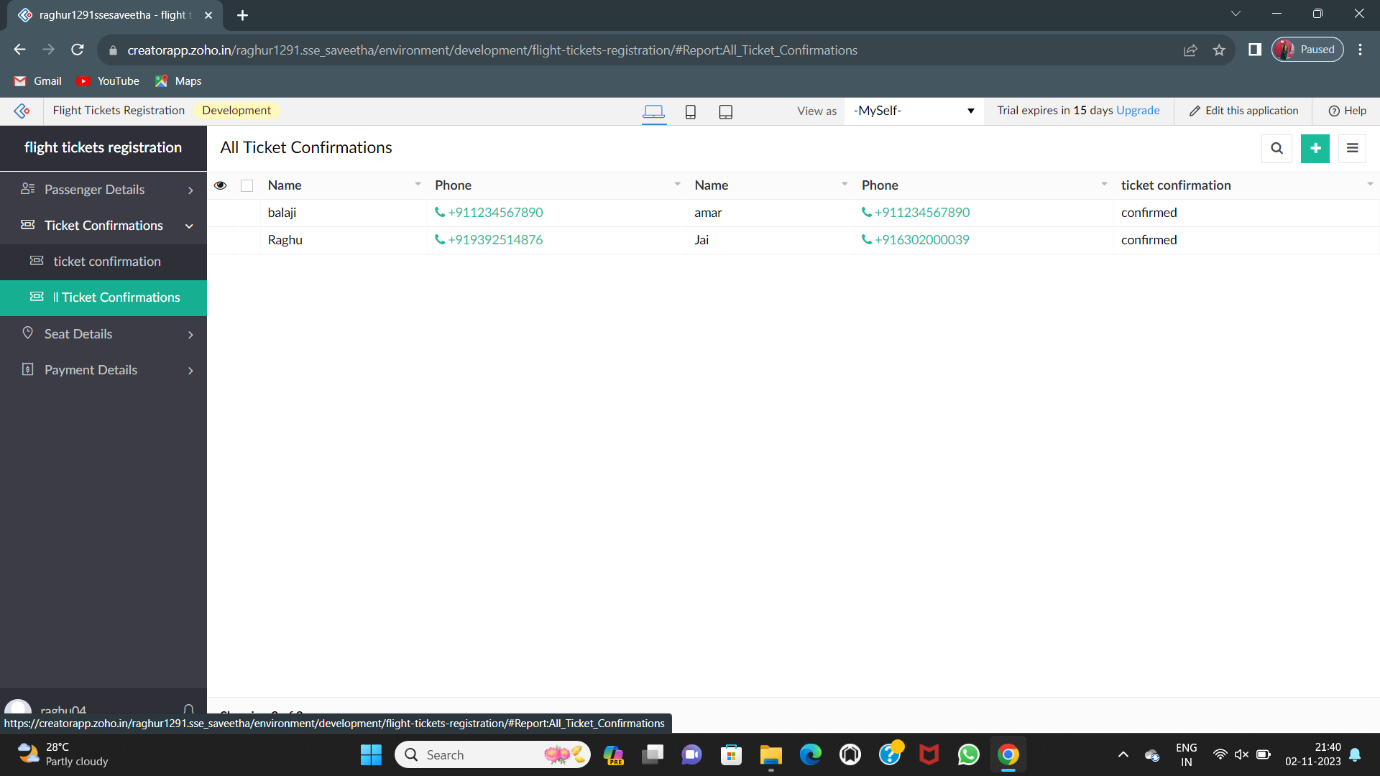 raghur1291ssesaveetha - flight t
creatorapp.zoho.in/raghur1291.sse_saveetha/environment/development/flight-tickets-registration/#Report:All_Ticket_Confirmations
Paused
Gmail YouTube Maps
Flight Tickets Registration Development View as -MySelf- Trial expires in 15 days Upgrade Edit this application Help
flight tickets registration
All Ticket Confirmations
Passenger Details
Ticket Confirmations
ticket confirmation
ll Ticket Confirmations
Seat Details
Payment Details
Name Phone Name Phone ticket confirmation
balaji +911234567890 amar +911234567890 confirmed
Raghu +919392514876 Jai +916302000039 confirmed
raghu04
https://creatorapp.zoho.in/raghur1291.sse_saveetha/environment/development/flight-tickets-registration/#Report:All_Ticket_Confirmations
28°C
Partly cloudy
Search
PRE
ENG
IN
21:40
02-11-2023